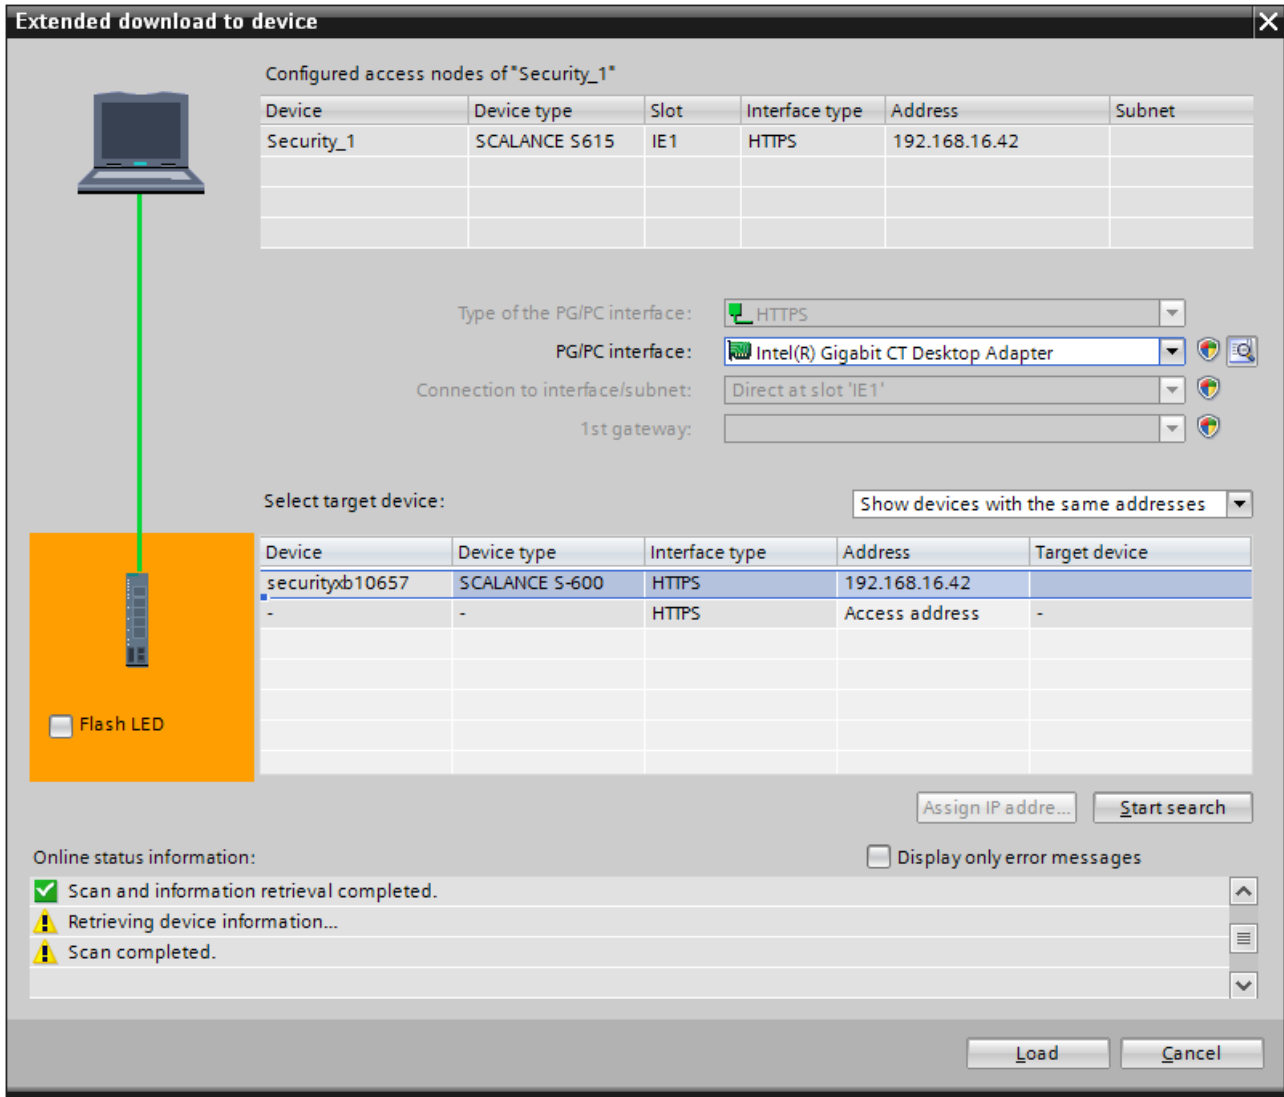 Extended download to device
Configured access nodes of "Security_1"
Device Device type Slot Interface type Address Subnet
Security_1 SCALANCE S615 IE1 HTTPS 192.168.16.42
Type of the PG/PC interface: HTTPS
PG/PC interface: Intel(R) Gigabit CT Desktop Adapter
Connection to interface/subnet: Direct at slot 'IE1'
1st gateway:
Select target device: Show devices with the same addresses
Device Device type Interface type Address Target device
securityxb10657 SCALANCE S-600 HTTPS 192.168.16.42
- - HTTPS Access address -
Flash LED
Assign IP addre... Start search
Online status information: Display only error messages
Scan and information retrieval completed.
Retrieving device information...
Scan completed.
Load Cancel